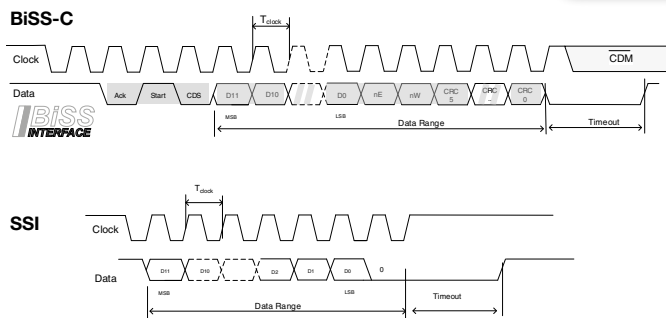 BiSS-C
T clock
Clock
CDM
Data
Ack Start CDS D11 D10 D0 nE nW CRC 5 CRC CRC 0
BiSS
INTERFACE
MSB LSB
Data Range
Timeout
SSI
T clock
Clock
Data
D11 D10 D2 D1 D0 0
MSB LSB
Data Range
Timeout